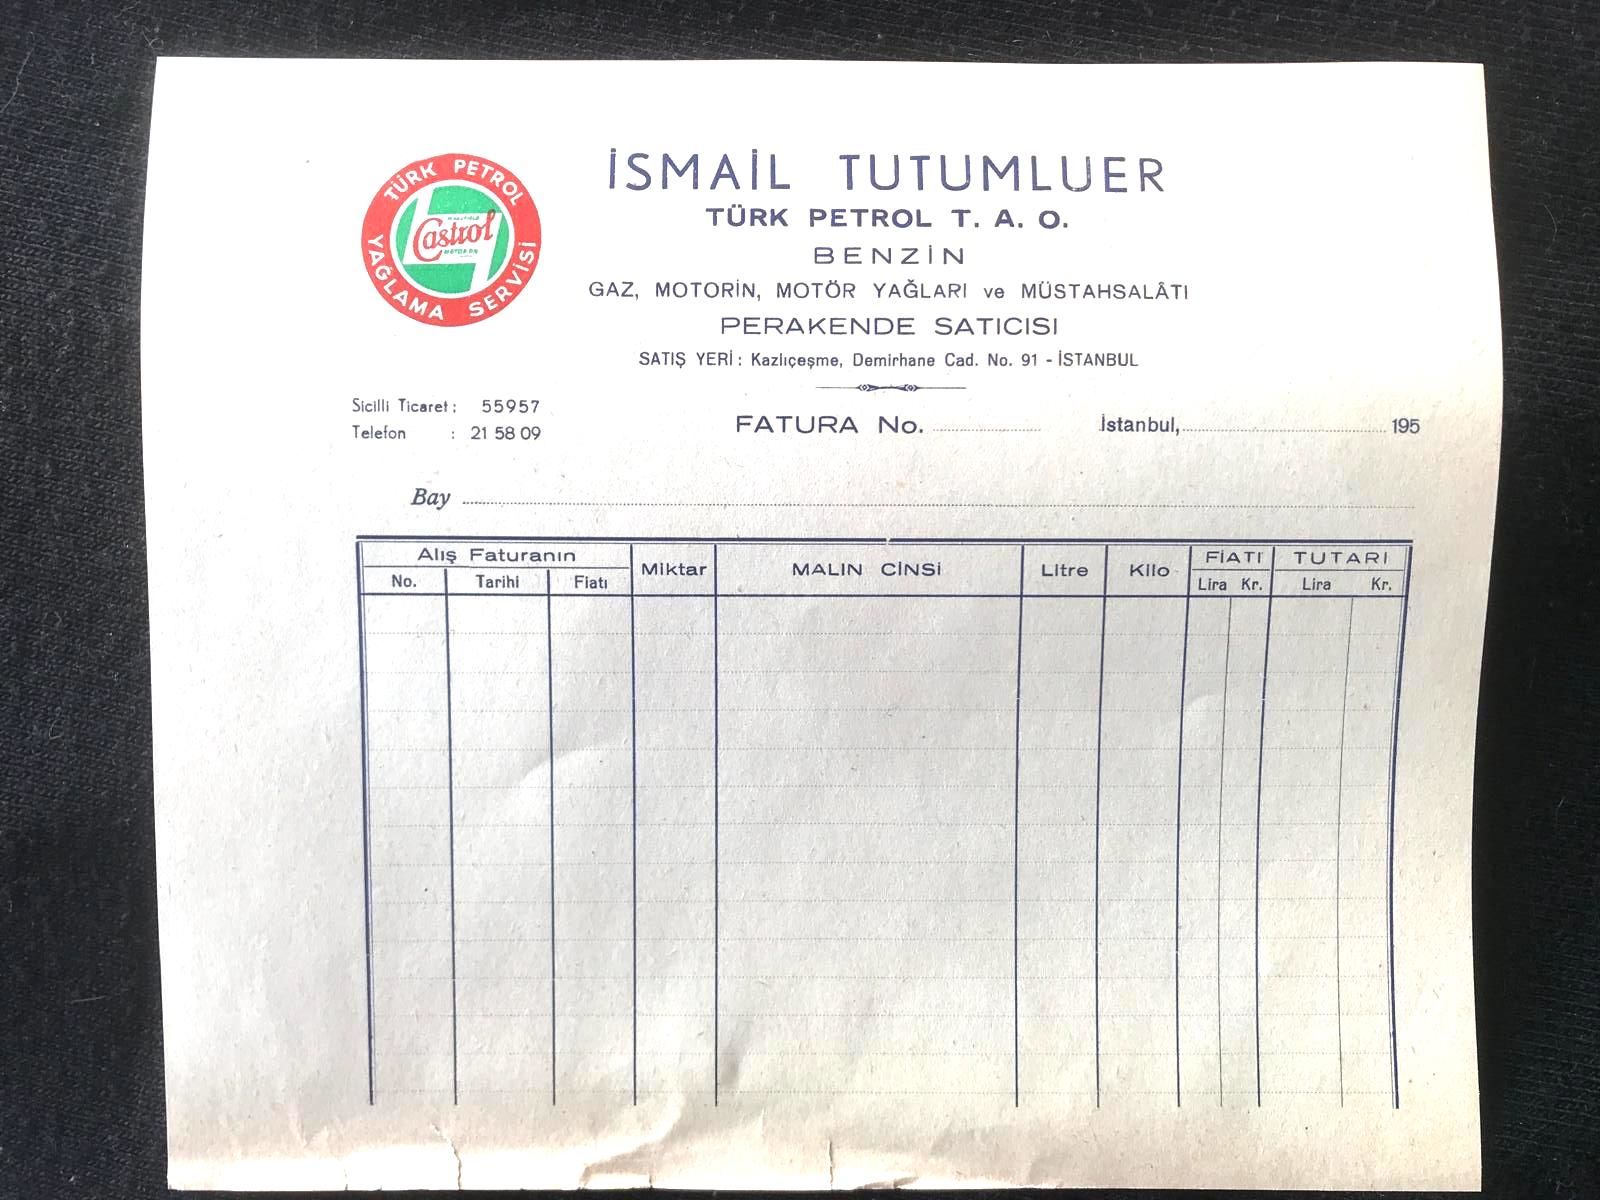 TÜRK PETROL
WAKEFIELD
Castrol
MOTOR OIL
YAĞLAMA SERVİSİ
İSMAİL TUTUMLUER
TÜRK PETROL T. A. O.
BENZİN
GAZ, MOTORİN, MOTÖR YAĞLARI ve MÜSTAHSALÂTI
PERAKENDE SATICISI
SATIŞ YERİ: Kazlıçeşme, Demirhane Cad. No. 91 - İSTANBUL
Sicilli Ticaret : 55957
Telefon : 21 58 09
FATURA No. İstanbul, 195
Bay
Alış Faturanın Miktar MALIN CİNSİ Litre Kilo FİATI TUTARI
No. Tarihi Fiatı Lira Kr. Lira Kr.